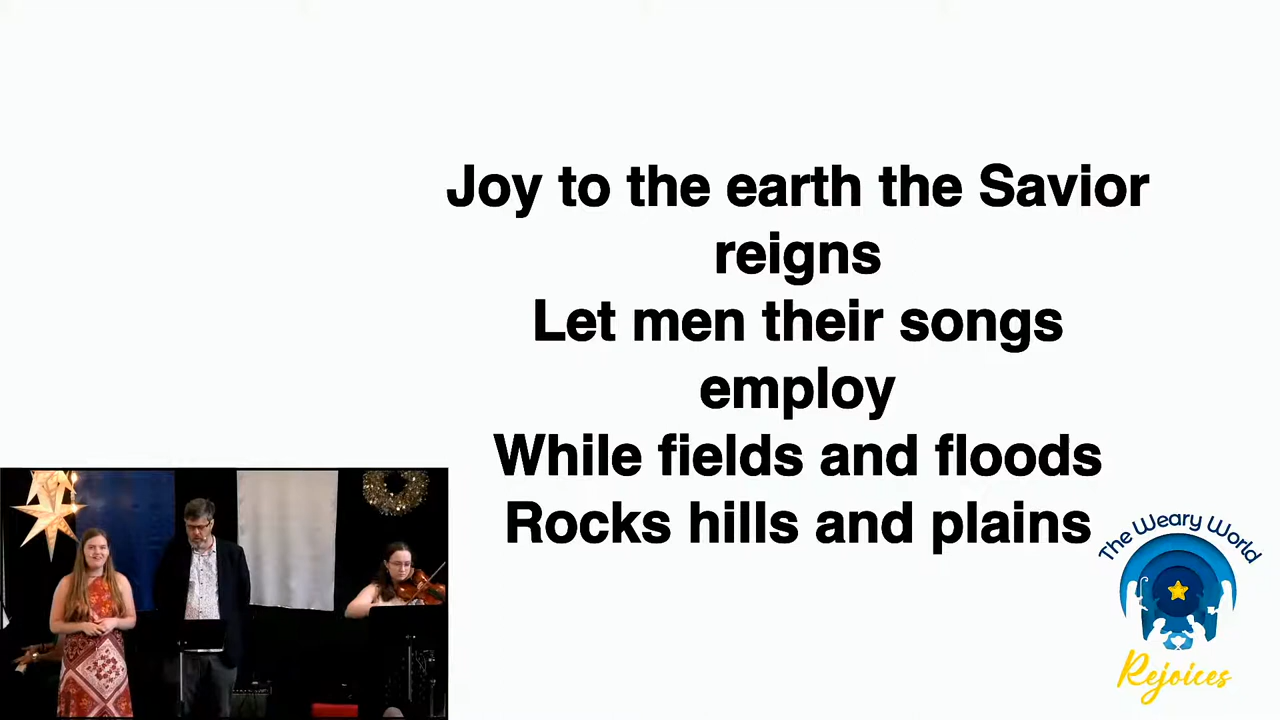 Joy to the earth the Savior
reigns
Let men their songs
employ
While fields and floods
Rocks hills and plains
The Weary World
Rejoices